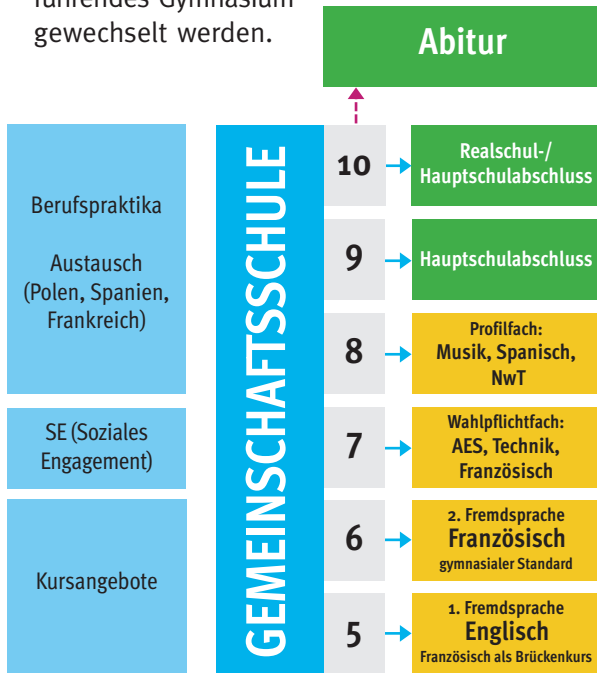 führendes Gymnasium
gewechselt werden.
Abitur
Berufspraktika
Austausch
(Polen, Spanien,
Frankreich)
SE (Soziales
Engagement)
Kursangebote
GEMEINSCHAFTSSCHULE
10
Realschul-/
Hauptschulabschluss
9
Hauptschulabschluss
8
Profilfach:
Musik, Spanisch,
NwT
7
Wahlpflichtfach:
AES, Technik,
Französisch
6
2. Fremdsprache
Französisch
gymnasialer Standard
5
1. Fremdsprache
Englisch
Französisch als Brückenkurs